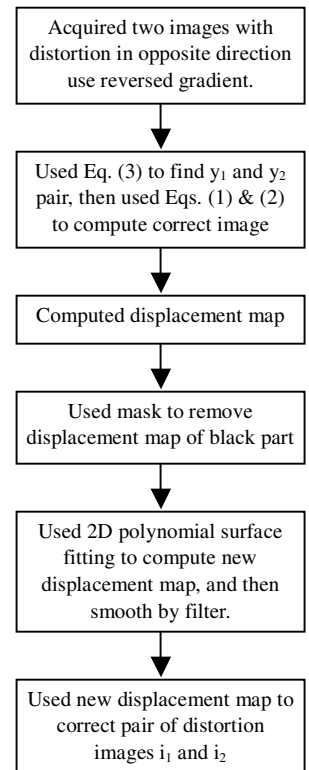 Acquired two images with
distortion in opposite direction
use reversed gradient.
Used Eq. (3) to find y₁ and y₂
pair, then used Eqs. (1) & (2)
to compute correct image
Computed displacement map
Used mask to remove
displacement map of black part
Used 2D polynomial surface
fitting to compute new
displacement map, and then
smooth by filter.
Used new displacement map to
correct pair of distortion
images i₁ and i₂